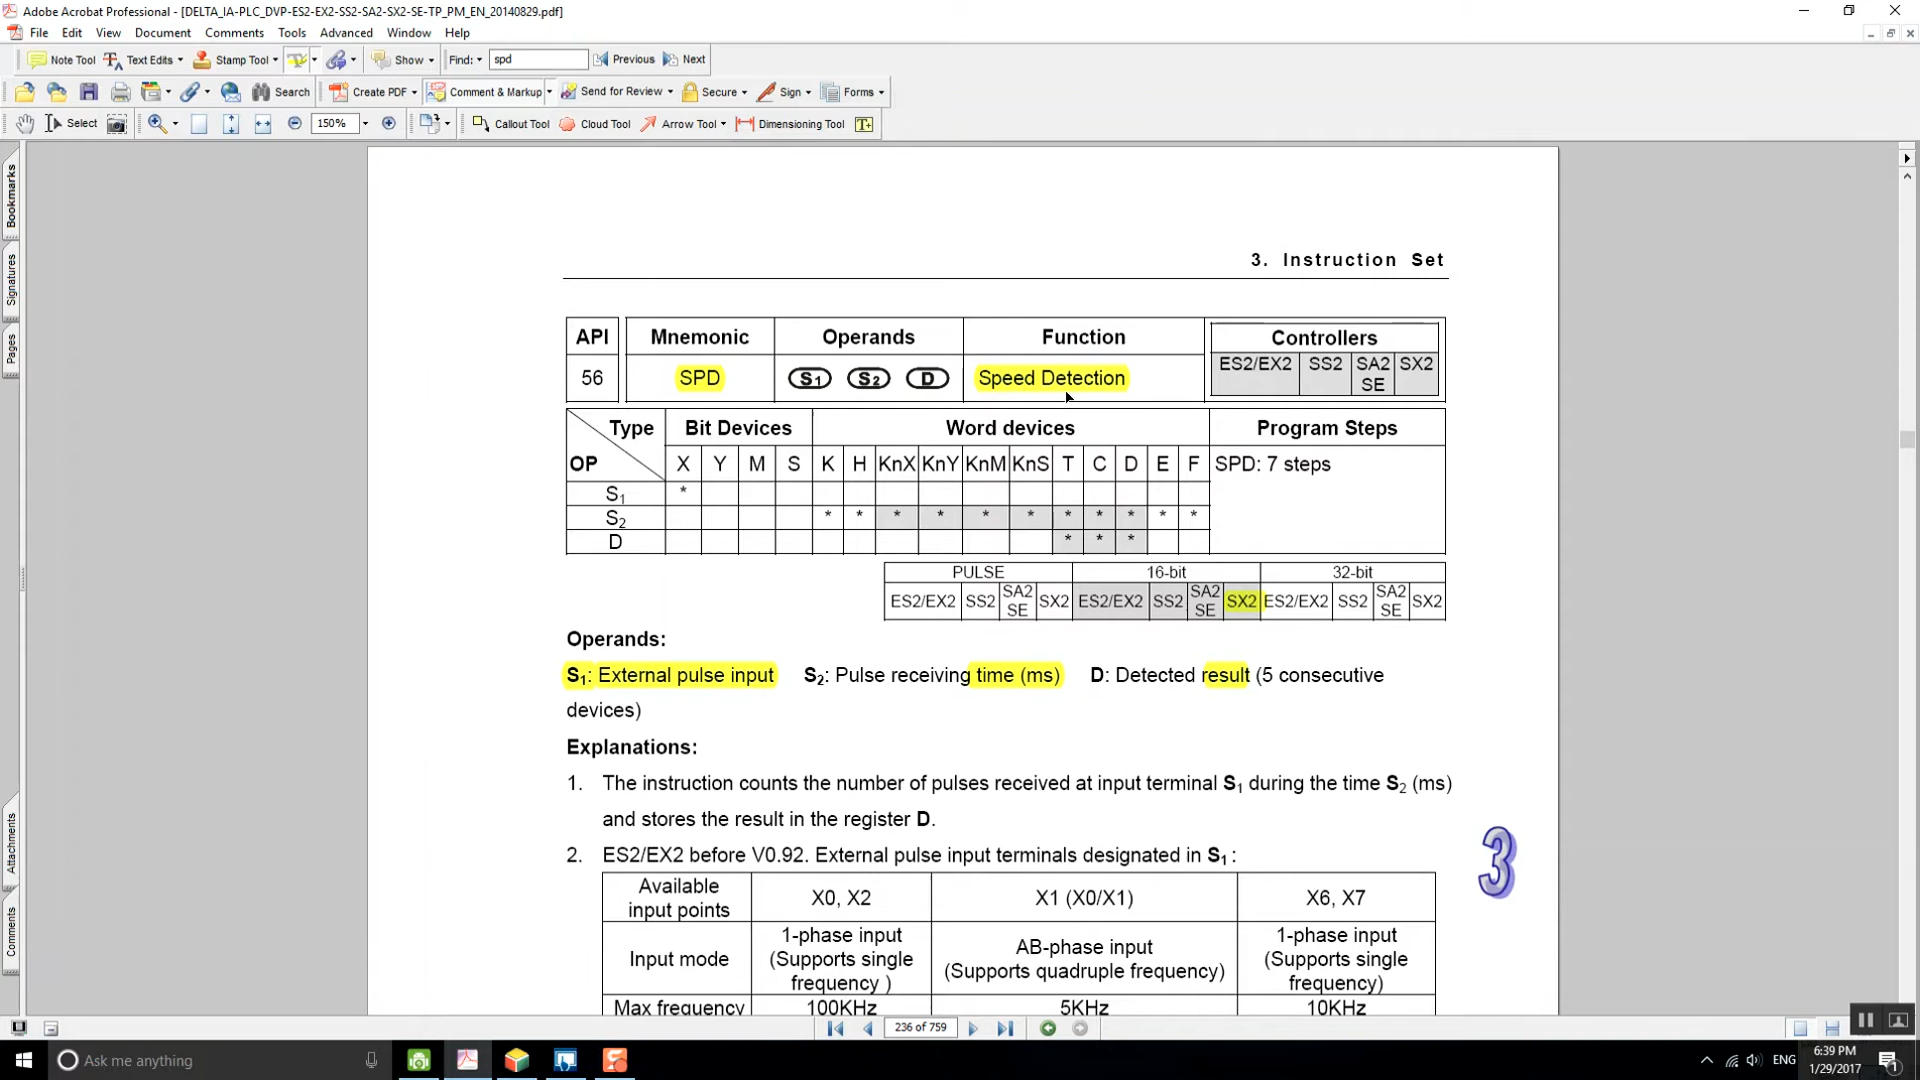 Adobe Acrobat Professional - [DELTA_IA-PLC_DVP-ES2-EX2-SS2-SA2-SX2-SE-TP_PM_EN_20140829.pdf]
File Edit View Document Comments Tools Advanced Window Help
Note Tool Text Edits Stamp Tool Show Find: spd Previous Next
Search Create PDF Comment & Markup Send for Review Secure Sign Forms
Select 150% Callout Tool Cloud Tool Arrow Tool Dimensioning Tool
Bookmarks
Signatures
Pages
Attachments
Comments
3. Instruction Set
API Mnemonic Operands Function Controllers
56 SPD S1 S2 D Speed Detection ES2/EX2 SS2 SA2 SE SX2
Type Bit Devices Word devices Program Steps
OP X Y M S K H KnX KnY KnM KnS T C D E F SPD: 7 steps
S1 *
S2 * * * * * * * * * * *
D * * *
PULSE 16-bit 32-bit
ES2/EX2 SS2 SA2 SE SX2 ES2/EX2 SS2 SA2 SE SX2 ES2/EX2 SS2 SA2 SE SX2
Operands:
S1: External pulse input S2: Pulse receiving time (ms) D: Detected result (5 consecutive
devices)
Explanations:
1. The instruction counts the number of pulses received at input terminal S1 during the time S2 (ms)
and stores the result in the register D.
2. ES2/EX2 before V0.92. External pulse input terminals designated in S1 :
3
Available input points X0, X2 X1 (X0/X1) X6, X7
Input mode 1-phase input (Supports single frequency ) AB-phase input (Supports quadruple frequency) 1-phase input (Supports single frequency)
Max frequency 100KHz 5KHz 10KHz
236 of 759
Ask me anything
ENG
6:39 PM
1/29/2017
1